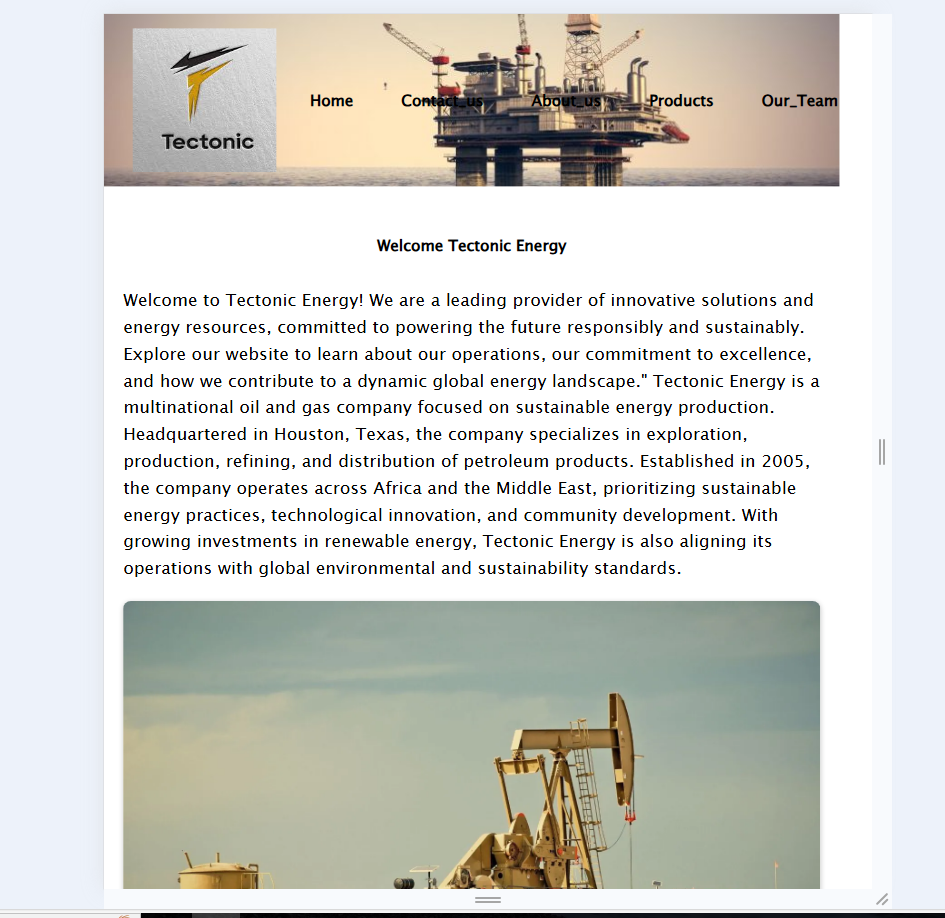 Tectonic
Home Contact_us About_us Products Our_Team
Welcome Tectonic Energy
Welcome to Tectonic Energy! We are a leading provider of innovative solutions and
energy resources, committed to powering the future responsibly and sustainably.
Explore our website to learn about our operations, our commitment to excellence,
and how we contribute to a dynamic global energy landscape." Tectonic Energy is a
multinational oil and gas company focused on sustainable energy production.
Headquartered in Houston, Texas, the company specializes in exploration,
production, refining, and distribution of petroleum products. Established in 2005,
the company operates across Africa and the Middle East, prioritizing sustainable
energy practices, technological innovation, and community development. With
growing investments in renewable energy, Tectonic Energy is also aligning its
operations with global environmental and sustainability standards.